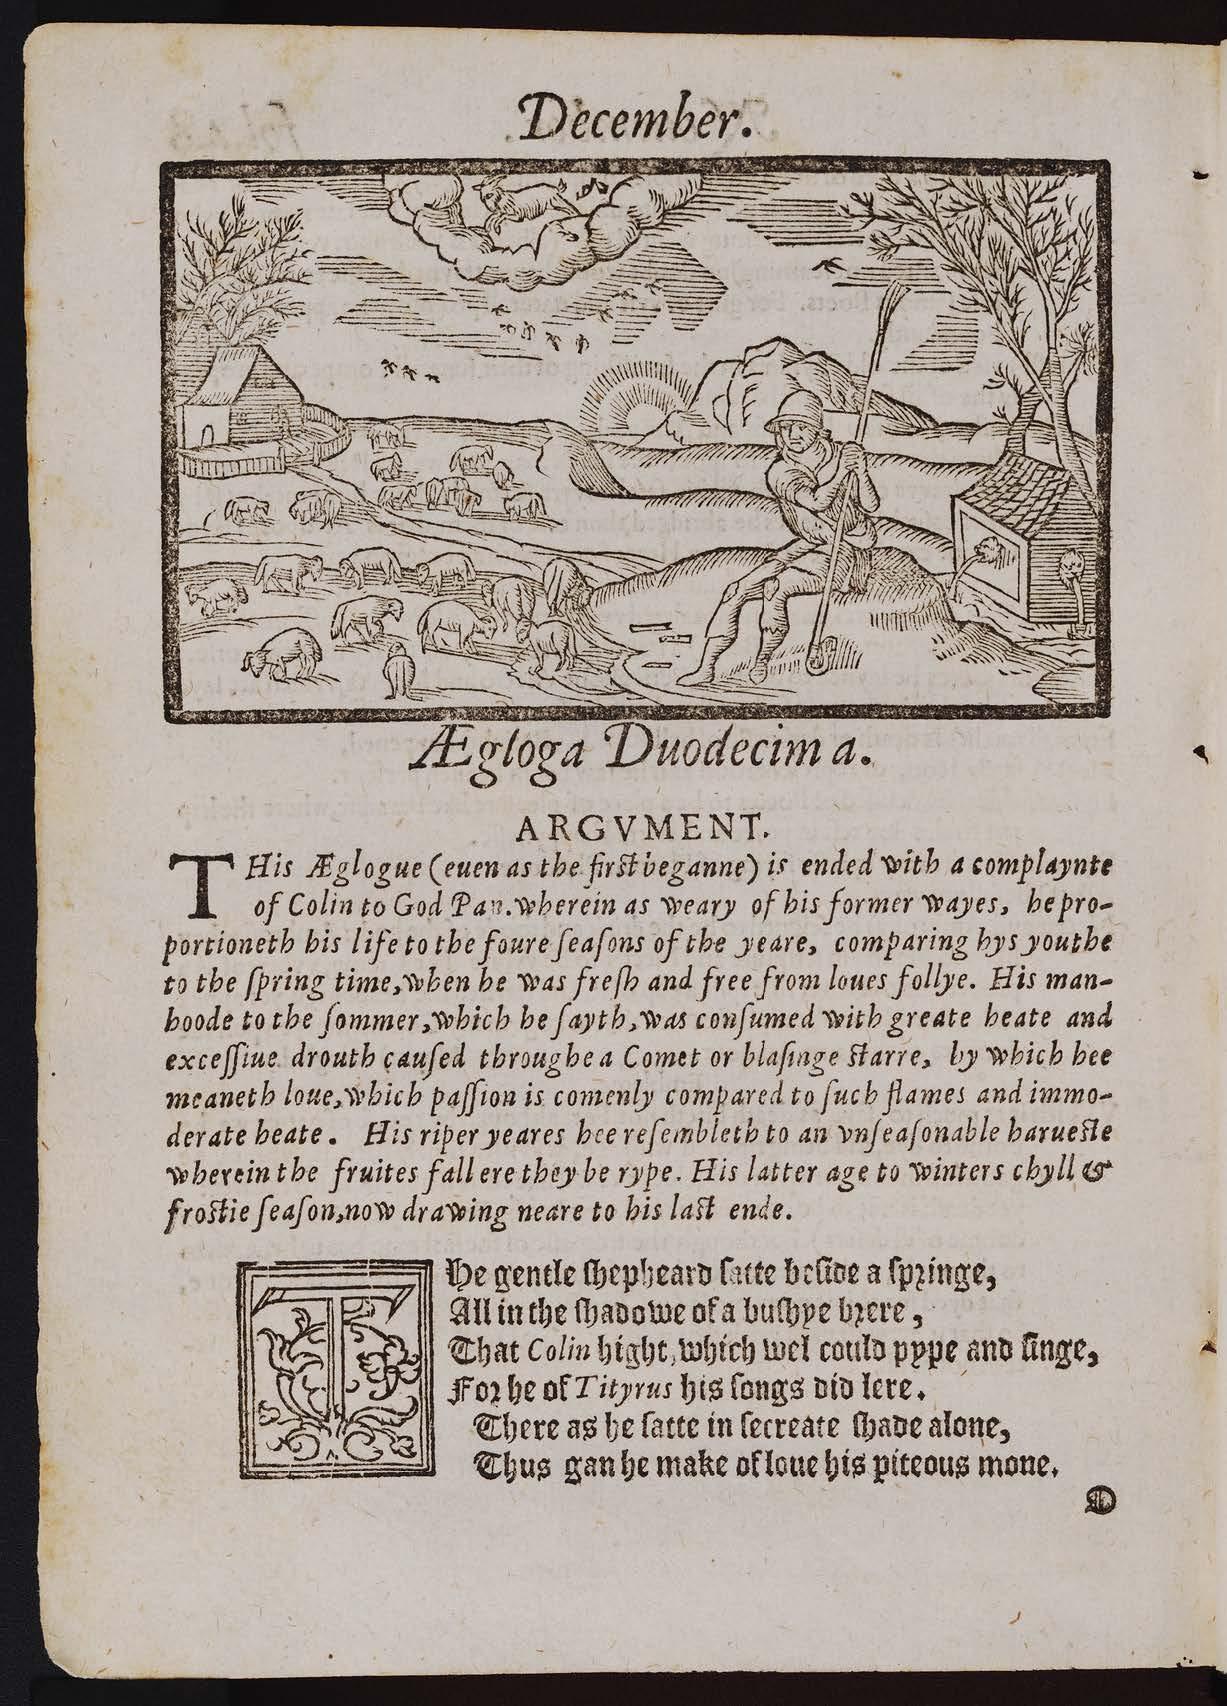 December.
Ægloga Duodecima.
ARGVMENT.
THis Æglogue (euen as the first beganne) is ended with a complaynte
of Colin to God Pan. wherein as weary of his former wayes, he pro-
portioneth his life to the foure ſeaſons of the yeare, comparing hys youthe
to the ſpring time, when he was freſh and free from loues follye. His man-
hoode to the ſommer, which he ſayth, was conſumed with greate heate and
exceſſiue drouth cauſed throughe a Comet or blaſinge ſtarre, by which hee
meaneth loue, which paſſion is comenly compared to ſuch flames and immo-
derate heate. His riper yeares hee reſembleth to an vnſeaſonable harueſte
wherein the fruites fall ere they be rype. His latter age to winters chyll &
froſtie ſeaſon, now drawing neare to his laſt ende.
THe gentle ſhepheard ſatte beſide a ſpringe,
All in the ſhadowe of a buſhye brere,
That Colin hight, which wel could pype and ſinge,
For he of Tityrus his ſongs did lere.
There as he ſatte in ſecreate ſhade alone,
Thus gan he make of loue his piteous mone.
O